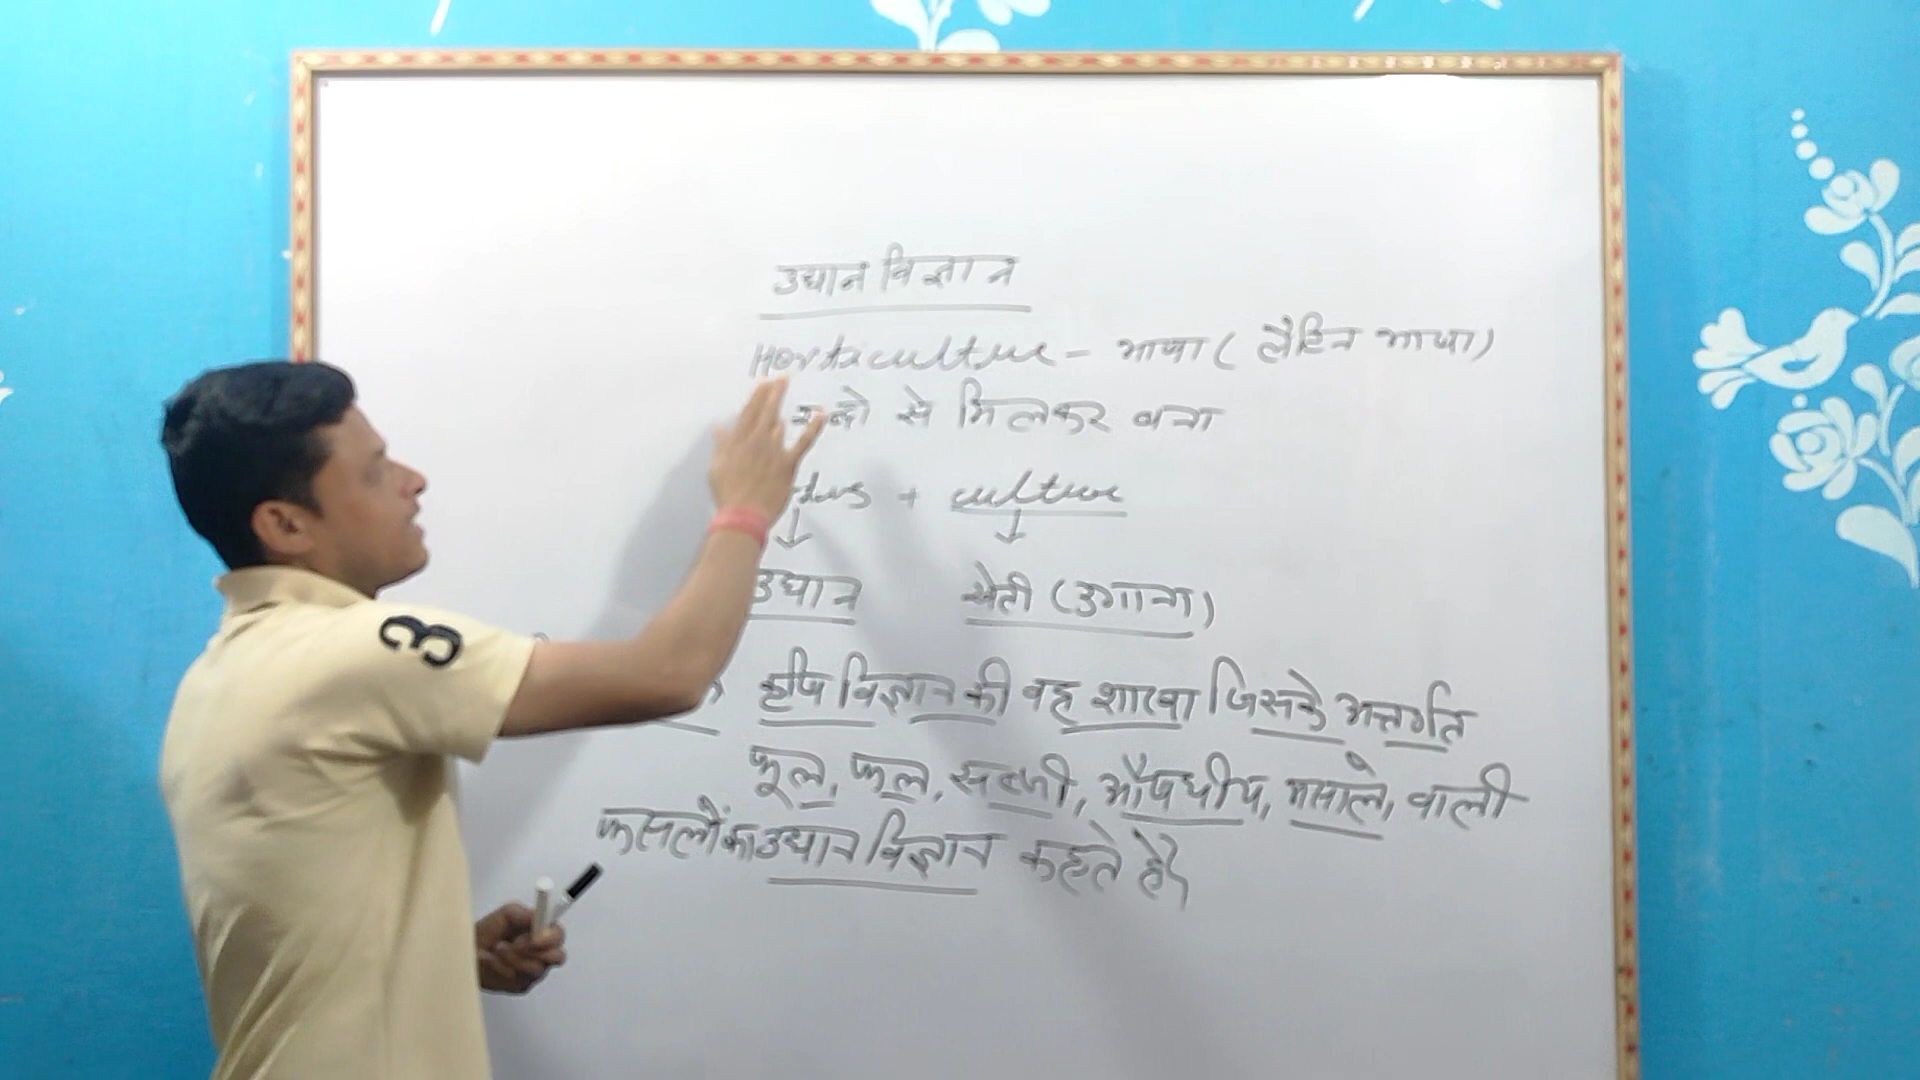 उद्यान विज्ञान
Horticulture - भाषा ( लैटिन भाषा )
शब्दो से मिलकर बना
tus + culture
↓ ↓
उद्यान खेती (उगाना)
कृषि विज्ञान की वह शाखा जिसके अन्तर्गत
फूल, फल, सब्जी, औषधीय, मसाले, वाली
फसलों का उद्यान विज्ञान कहते है।
3